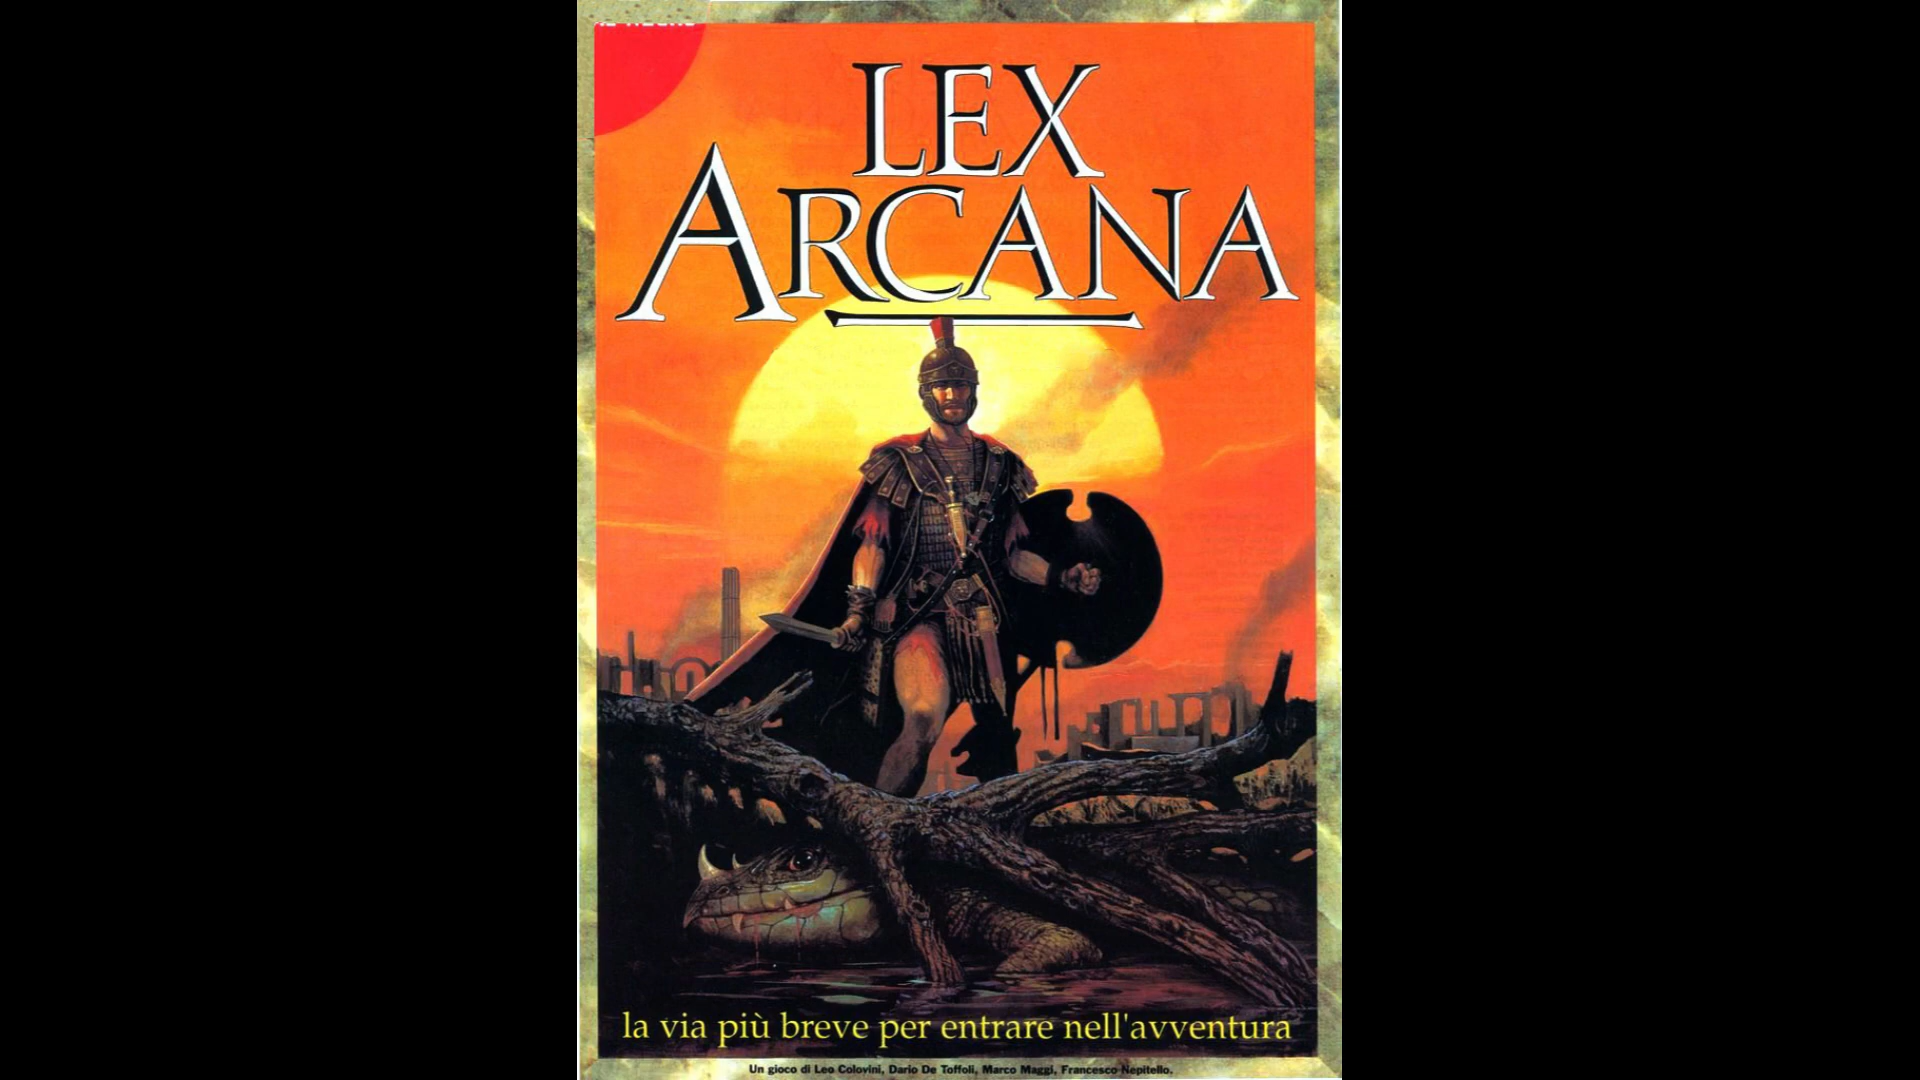 LEX
ARCANA
la via più breve per entrare nell'avventura
Un gioco di Leo Colovini, Dario De Toffoli, Marco Maggi, Francesco Nepitello.